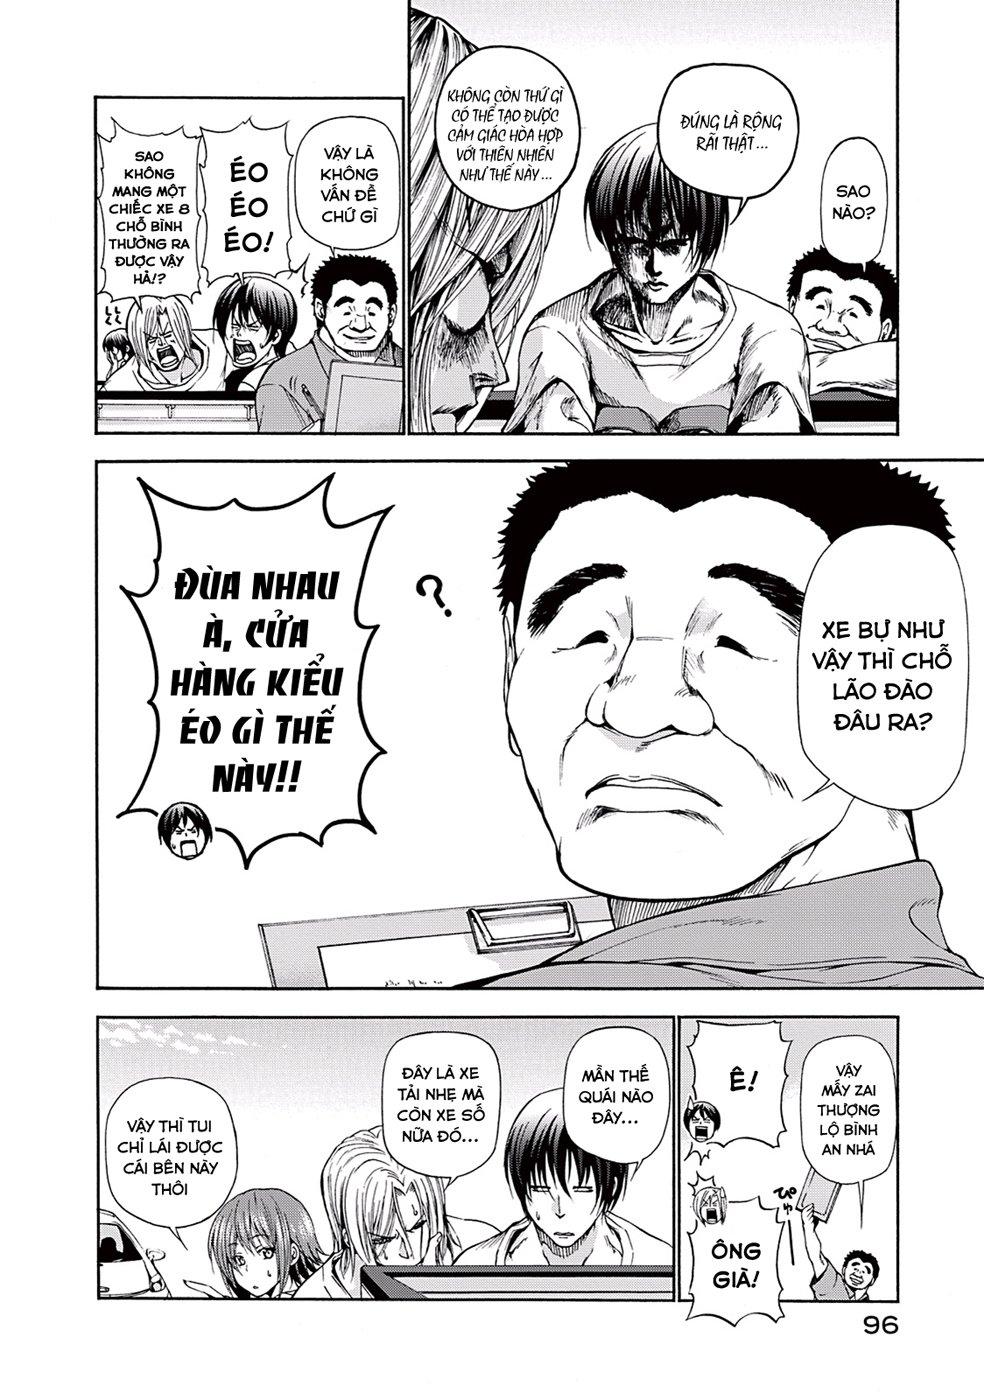 SAO
NÀO?
ĐÚNG LÀ RỘNG
RÃI THẬT...
KHÔNG CÒN THỨ GÌ
CÓ THỂ TẠO ĐƯỢC
CẢM GIÁC HÒA HỢP
VỚI THIÊN NHIÊN
NHƯ THẾ NÀY...
VẬY LÀ
KHÔNG
VẤN ĐỀ
CHỨ GÌ
ÉO
ÉO
ÉO!
SAO
KHÔNG
MANG MỘT
CHIẾC XE 8
CHỖ BÌNH
THƯỜNG RA
ĐƯỢC VẬY
HẢ!?
XE BỰ NHƯ
VẬY THÌ CHỖ
LÃO ĐÀO
ĐÂU RA?
?
ĐÙA NHAU
À, CỬA
HÀNG KIỂU
ÉO GÌ THẾ
NÀY!!
VẬY
MẤY ZAI
THƯỢNG
LỘ BÌNH
AN NHÁ
Ê!
ぴゅー
ÔNG
GIÀ!
MẦN THẾ
QUÁI NÀO
ĐÂY...
ĐÂY LÀ XE
TẢI NHẸ MÀ
CÒN XE SỐ
NỮA ĐÓ...
VẬY THÌ TUI
CHỈ LÁI ĐƯỢC
CÁI BÊN NÀY
THÔI
96